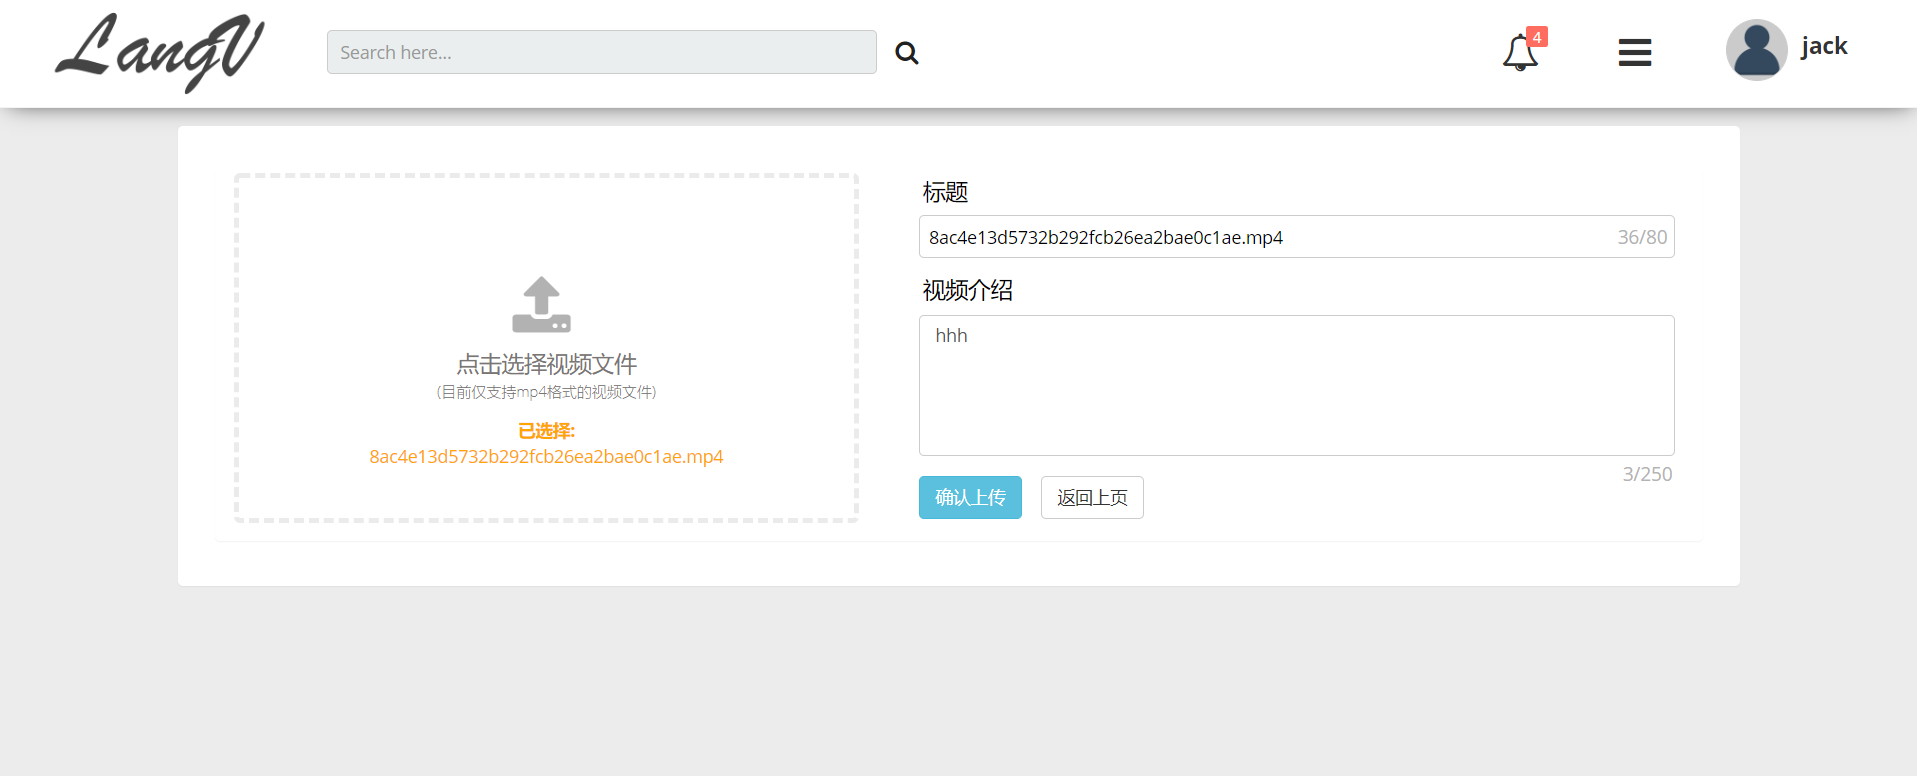 LangV
Search here...
4
jack
点击选择视频文件
(目前仅支持mp4格式的视频文件)
已选择:
8ac4e13d5732b292fcb26ea2bae0c1ae.mp4
标题
8ac4e13d5732b292fcb26ea2bae0c1ae.mp4 36/80
视频介绍
hhh
3/250
确认上传 返回上页